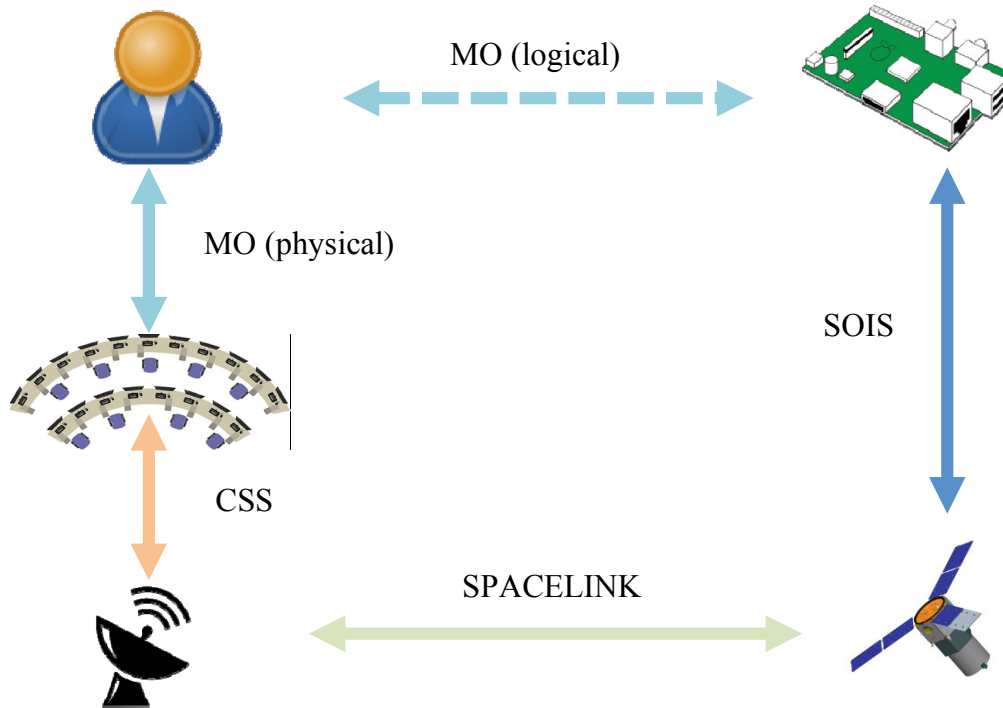 MO (logical)
MO (physical)
SOIS
CSS
SPACELINK